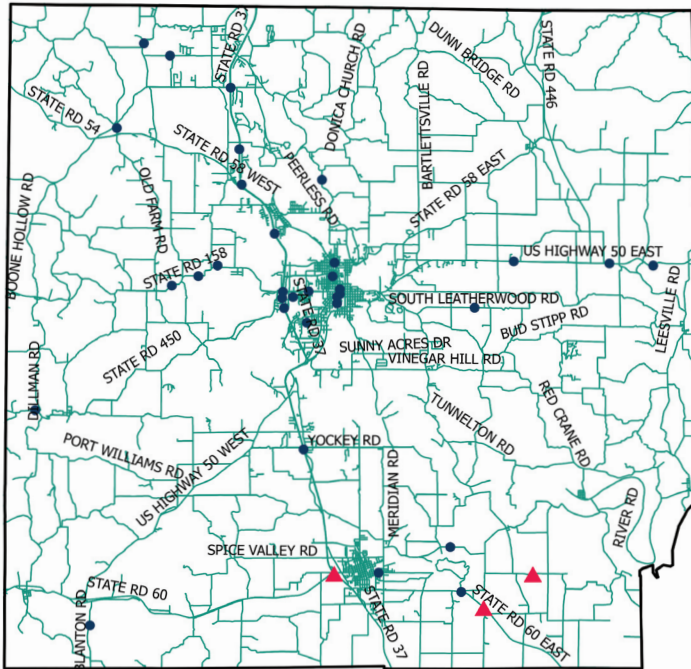 STATE RD 37
DUNN BRIDGE RD
STATE RD 446
DONICA CHURCH RD
BARTLETTSVILLE RD
STATE RD 54
STATE RD 58 WEST
PEERLESS RD
STATE RD 58 EAST
OLD FARM RD
BOONE HOLLOW RD
STATE RD 158
US HIGHWAY 50 EAST
LEESVILLE RD
SOUTH LEATHERWOOD RD
BUD STIPP RD
STATE RD 37
STATE RD 450
SUNNY ACRES DR
VINEGAR HILL RD
DILLMAN RD
RED CRANE RD
TUNNELTON RD
PORT WILLIAMS RD
US HIGHWAY 50 WEST
YOCKEY RD
MERIDIAN RD
RIVER RD
SPICE VALLEY RD
STATE RD 60
BLANTON RD
STATE RD 37
STATE RD 60 EAST